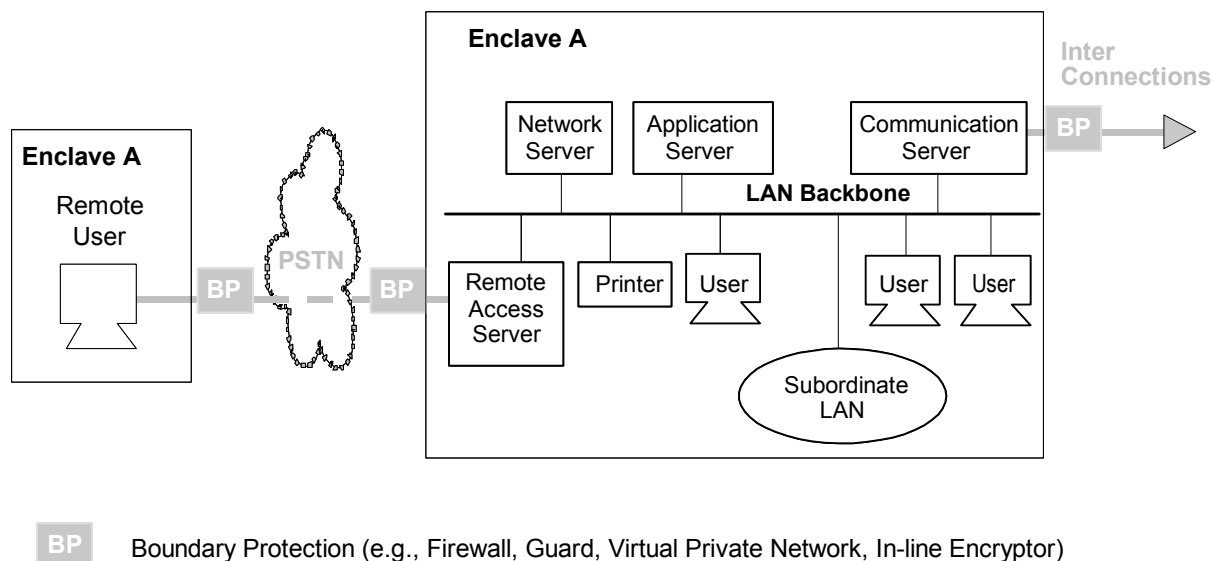 Enclave A
Inter
Connections
Network
Server
Application
Server
Communication
Server
BP
LAN Backbone
Enclave A
Remote
User
BP
PSTN
BP
Remote
Access
Server
Printer
User
User
User
Subordinate
LAN
BP
Boundary Protection (e.g., Firewall, Guard, Virtual Private Network, In-line Encryptor)